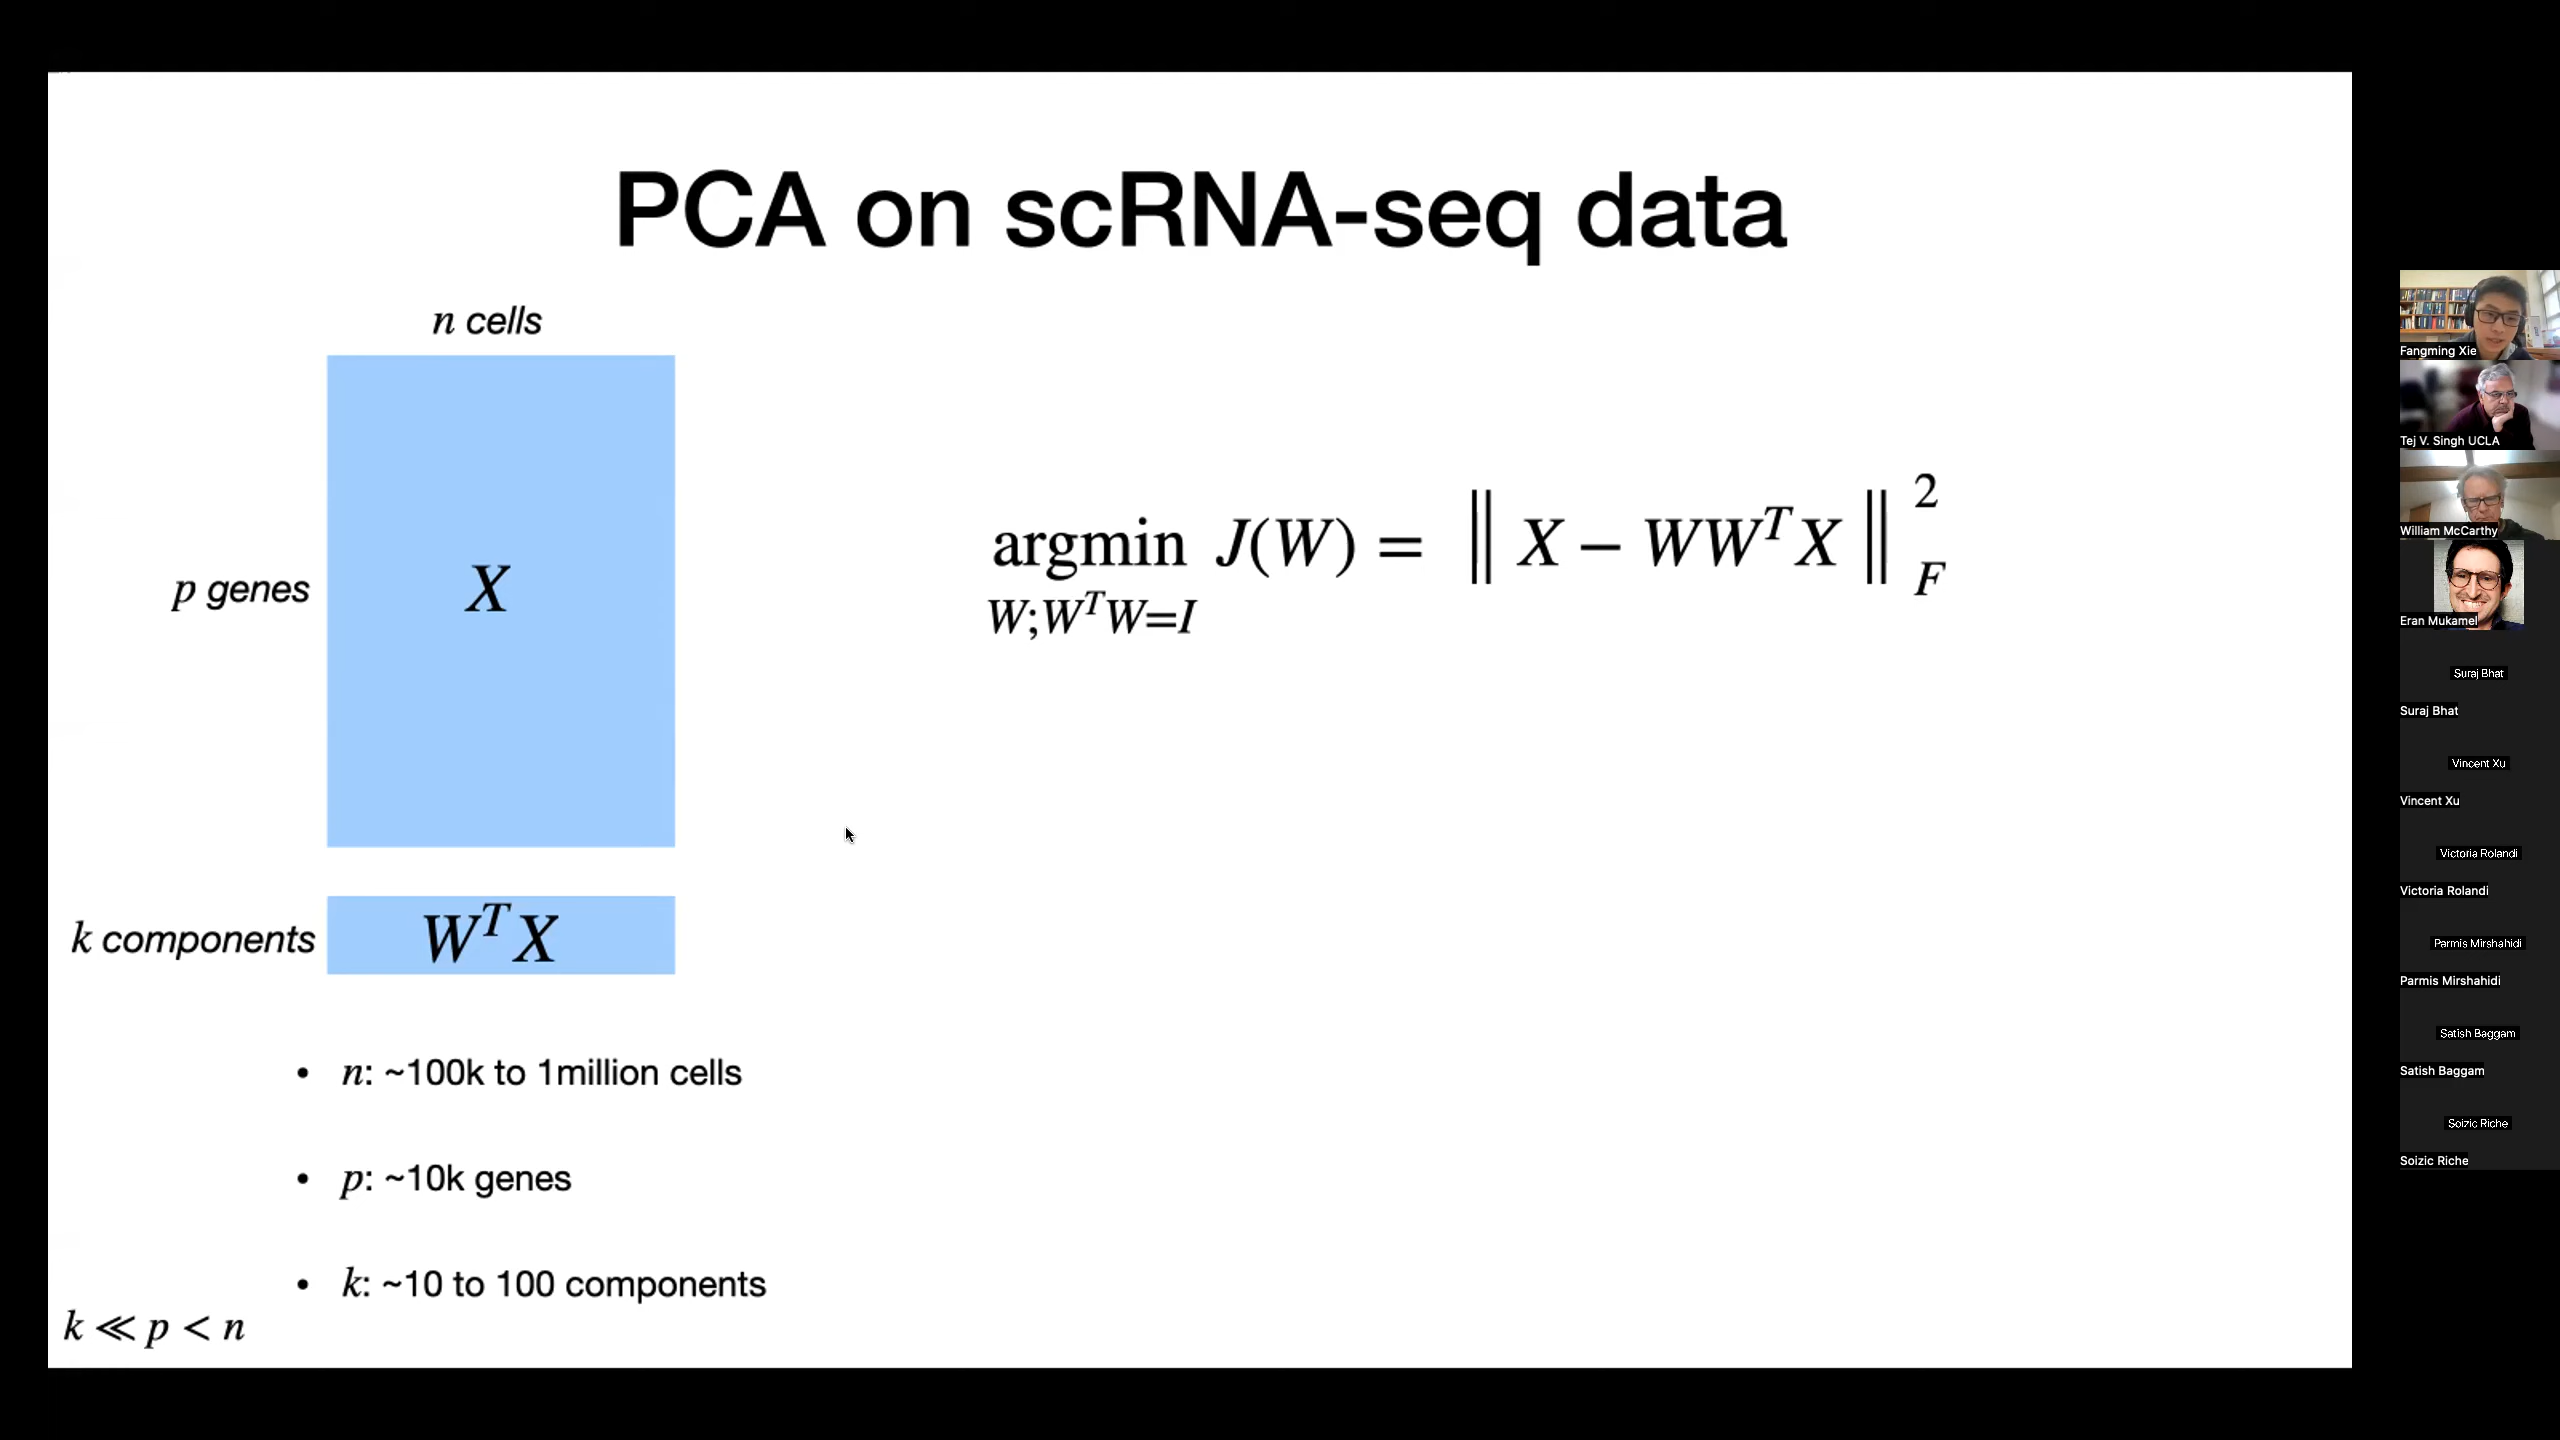 PCA on scRNA-seq data
n cells
p genes
X
k components
W^T X
argmin J(W) = ‖ X – WW^T X ‖ 2 F
W;W^T W=I
• n: ~100k to 1million cells
• p: ~10k genes
• k: ~10 to 100 components
k ≪ p < n
Fangming Xie
Tej V. Singh UCLA
William McCarthy
Eran Mukamel
Suraj Bhat
Suraj Bhat
Vincent Xu
Vincent Xu
Victoria Rolandi
Victoria Rolandi
Parmis Mirshahidi
Parmis Mirshahidi
Satish Baggam
Satish Baggam
Soizic Riche
Soizic Riche